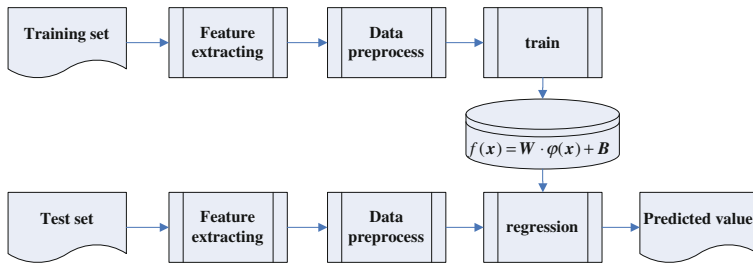 Training set
Feature
extracting
Data
preprocess
train
f(x) = W · φ(x) + B
Test set
Feature
extracting
Data
preprocess
regression
Predicted value